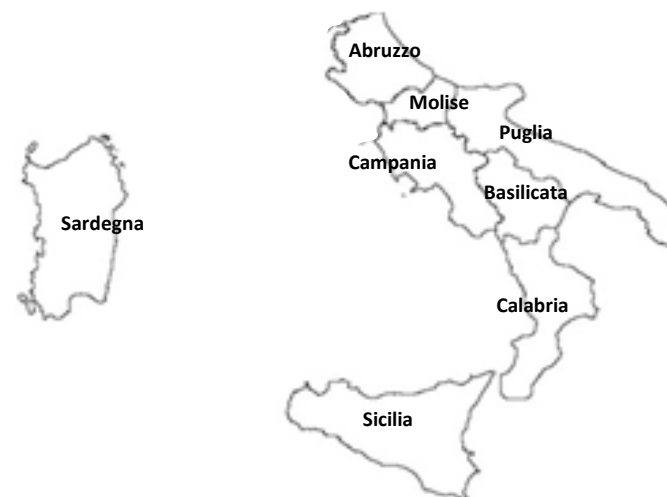 Abruzzo
Molise
Puglia
Campania
Basilicata
Sardegna
Calabria
Sicilia